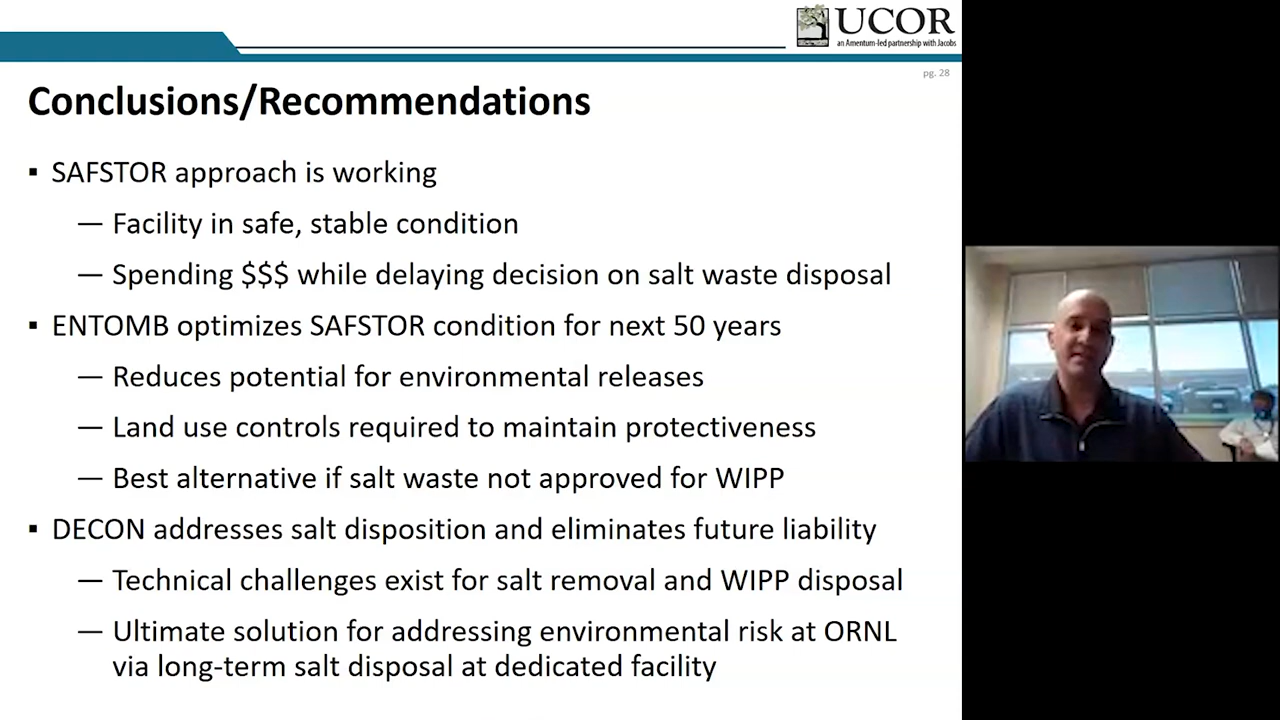 UCOR
an Amentum-led partnership with Jacobs
pg. 28
Conclusions/Recommendations
▪ SAFSTOR approach is working
— Facility in safe, stable condition
— Spending $$$ while delaying decision on salt waste disposal
▪ ENTOMB optimizes SAFSTOR condition for next 50 years
— Reduces potential for environmental releases
— Land use controls required to maintain protectiveness
— Best alternative if salt waste not approved for WIPP
▪ DECON addresses salt disposition and eliminates future liability
— Technical challenges exist for salt removal and WIPP disposal
— Ultimate solution for addressing environmental risk at ORNL
via long-term salt disposal at dedicated facility